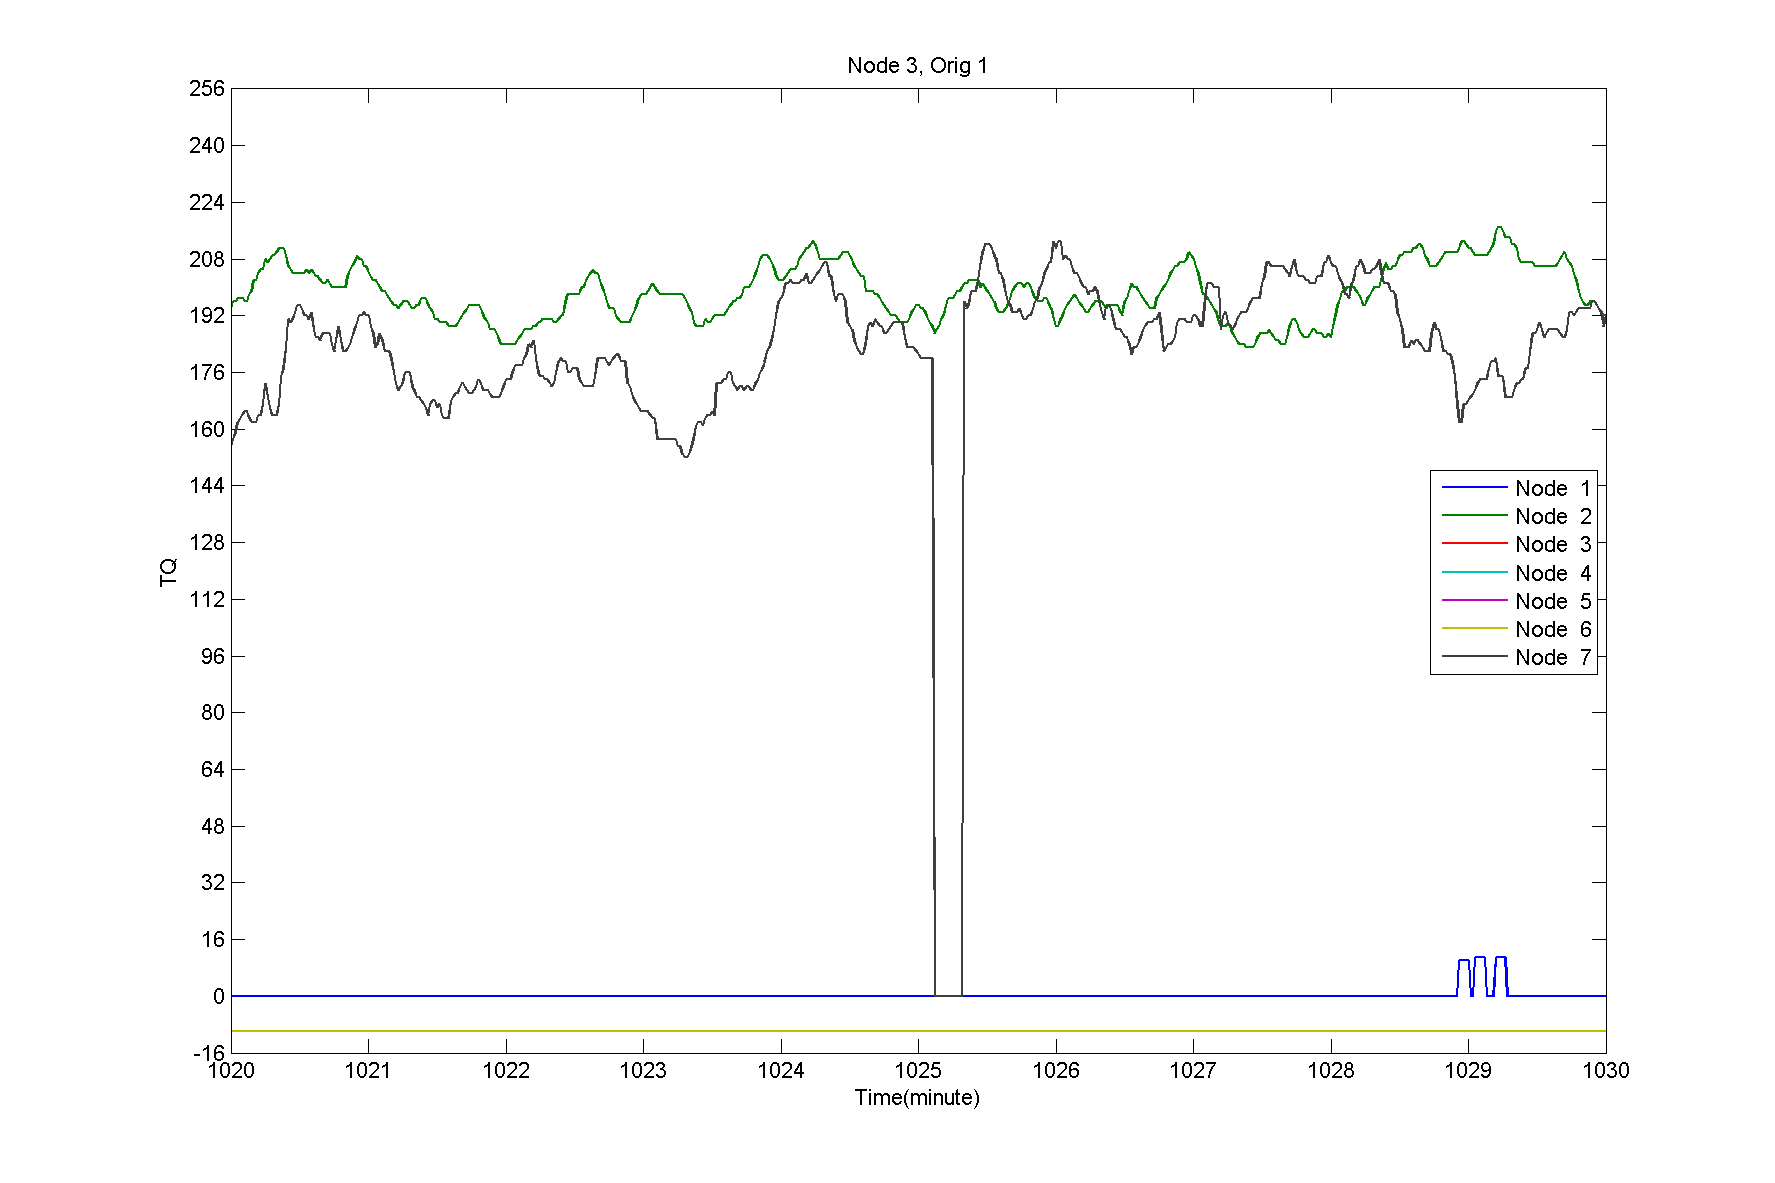 Node 3, Orig 1
256
240
224
208
192
176
160
144
128
112
96
80
64
48
32
16
0
-16
TQ
Node 1
Node 2
Node 3
Node 4
Node 5
Node 6
Node 7
1020 1021 1022 1023 1024 1025 1026 1027 1028 1029 1030
Time(minute)